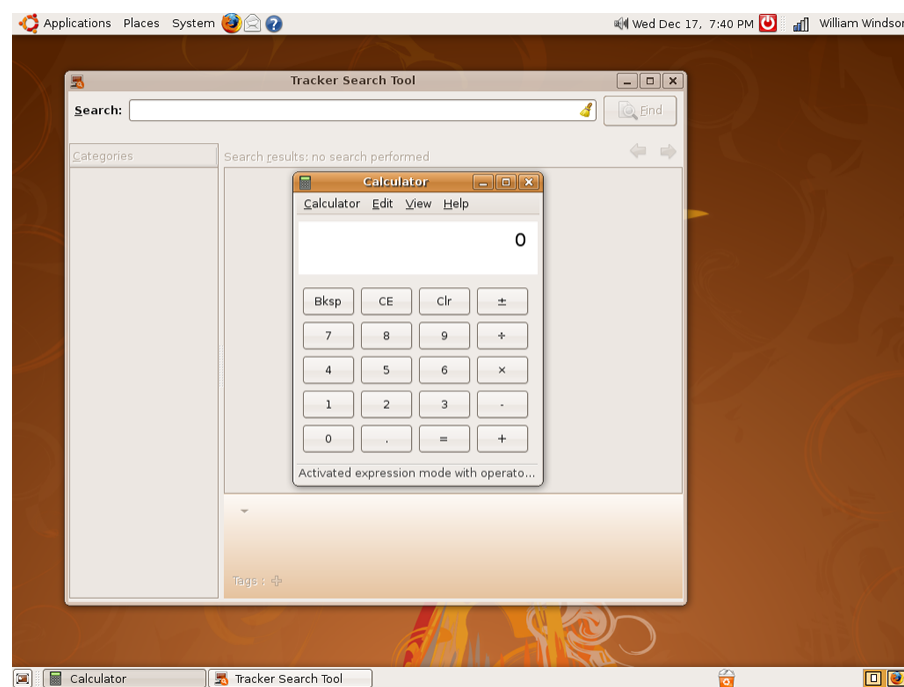 Applications Places System Wed Dec 17, 7:40 PM William Windsor
Tracker Search Tool
Search: Find
Categories
Search results: no search performed
Calculator
Calculator Edit View Help
0
Bksp CE Clr ±
7 8 9 ÷
4 5 6 ×
1 2 3 -
0 . = +
Activated expression mode with operato...
Tags :
Calculator Tracker Search Tool